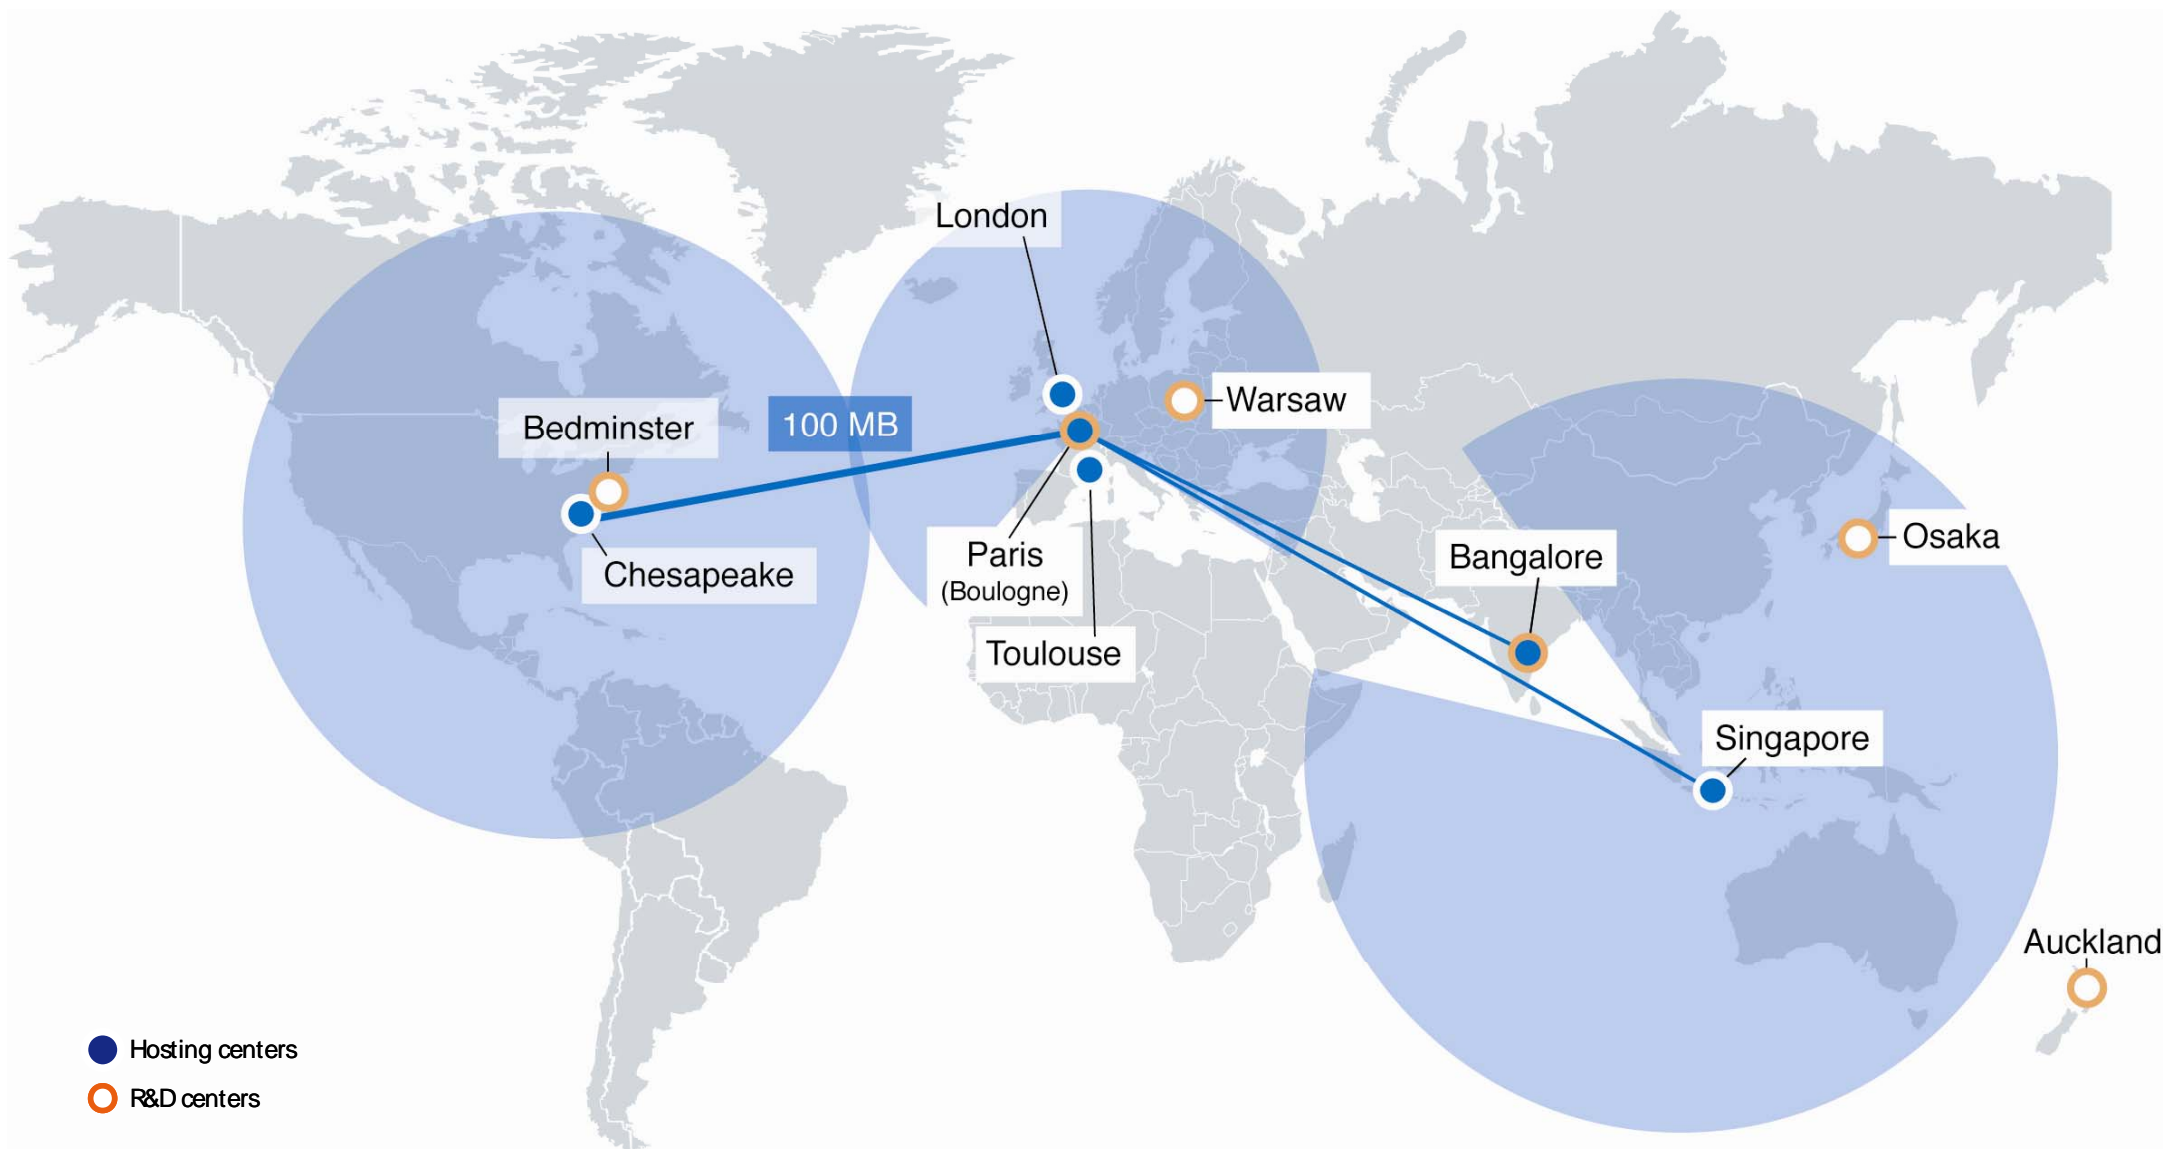 London
Warsaw
100 MB
Bedminster
Osaka
Paris
(Boulogne)
Bangalore
Chesapeake
Toulouse
Singapore
Auckland
Hosting centers
R&D centers